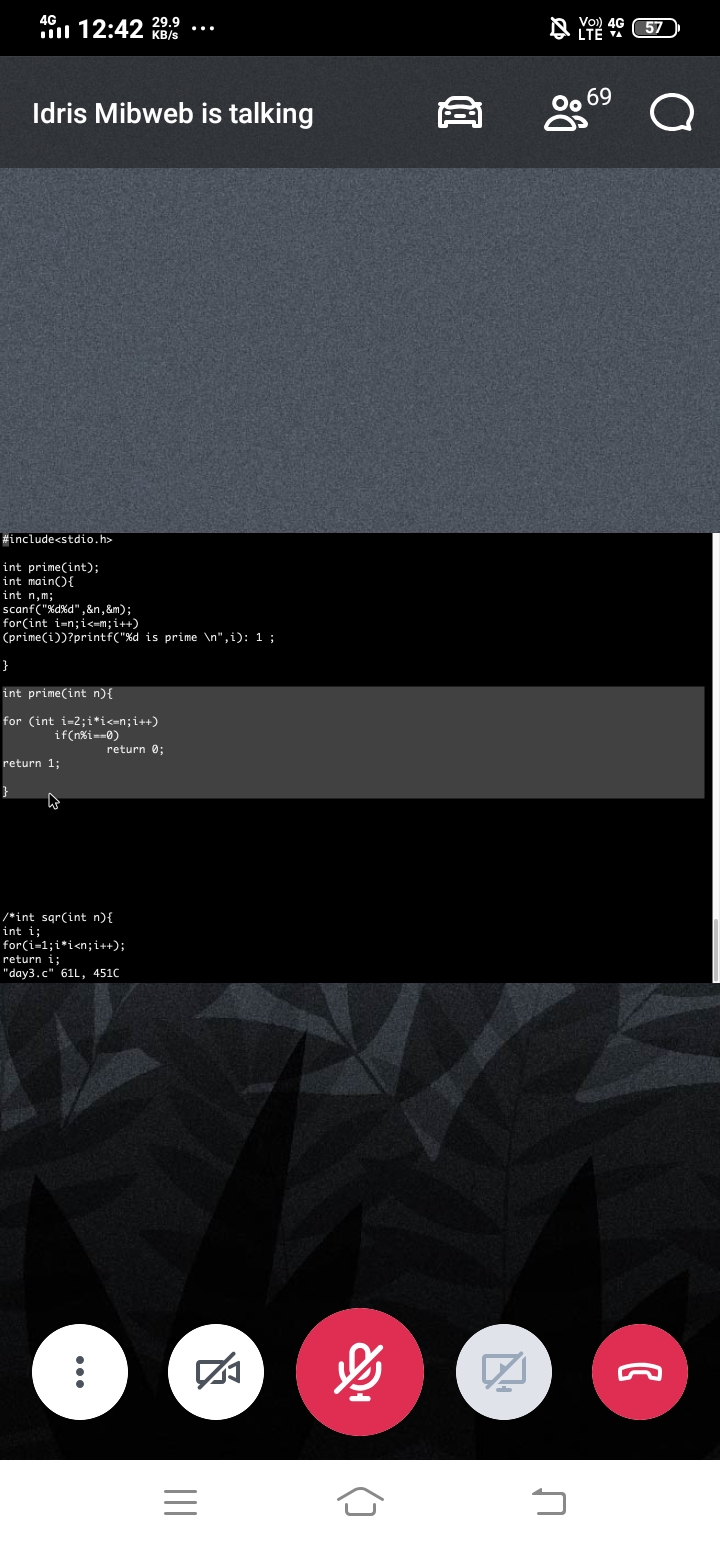 4G 12:42 29.9 KB/s ... Vo)) LTE 4G 57
Idris Mibweb is talking 69
#include<stdio.h>
int prime(int);
int main(){
int n,m;
scanf("%d%d",&n,&m);
for(int i=n;i<=m;i++)
(prime(i))?printf("%d is prime \n",i): 1 ;
}
int prime(int n){
for (int i=2;i*i<=n;i++)
if(n%i==0)
return 0;
return 1;
}
/*int sqr(int n){
int i;
for(i=1;i*i<n;i++);
return i;
"day3.c" 61L, 451C